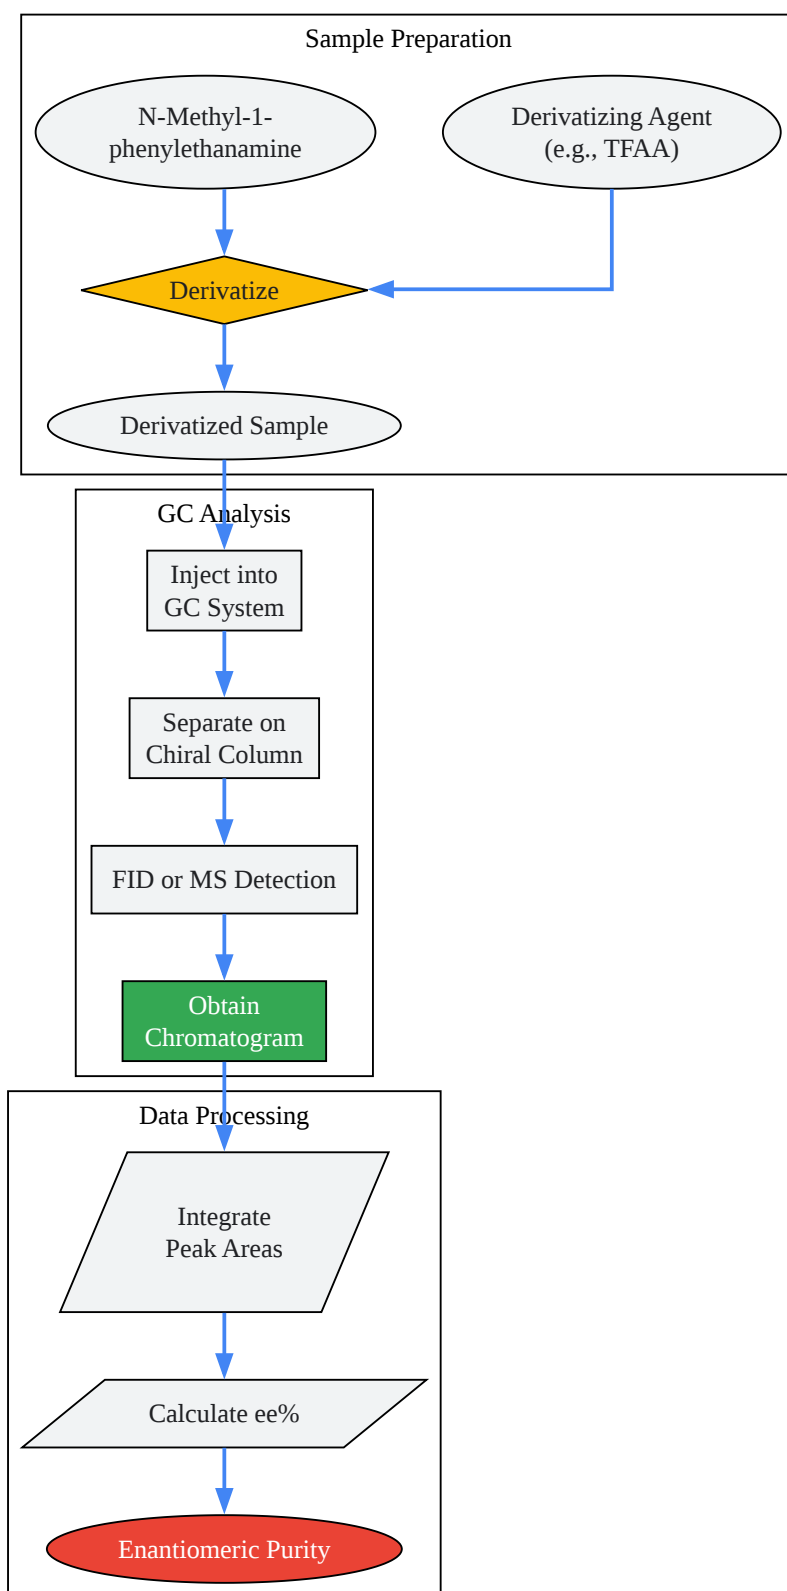 Sample Preparation
N-Methyl-1-
phenylethanamine
Derivatizing Agent
(e.g., TFAA)
Derivatize
Derivatized Sample
GC Analysis
Inject into
GC System
Separate on
Chiral Column
FID or MS Detection
Obtain
Chromatogram
Data Processing
Integrate
Peak Areas
Calculate ee%
Enantiomeric Purity